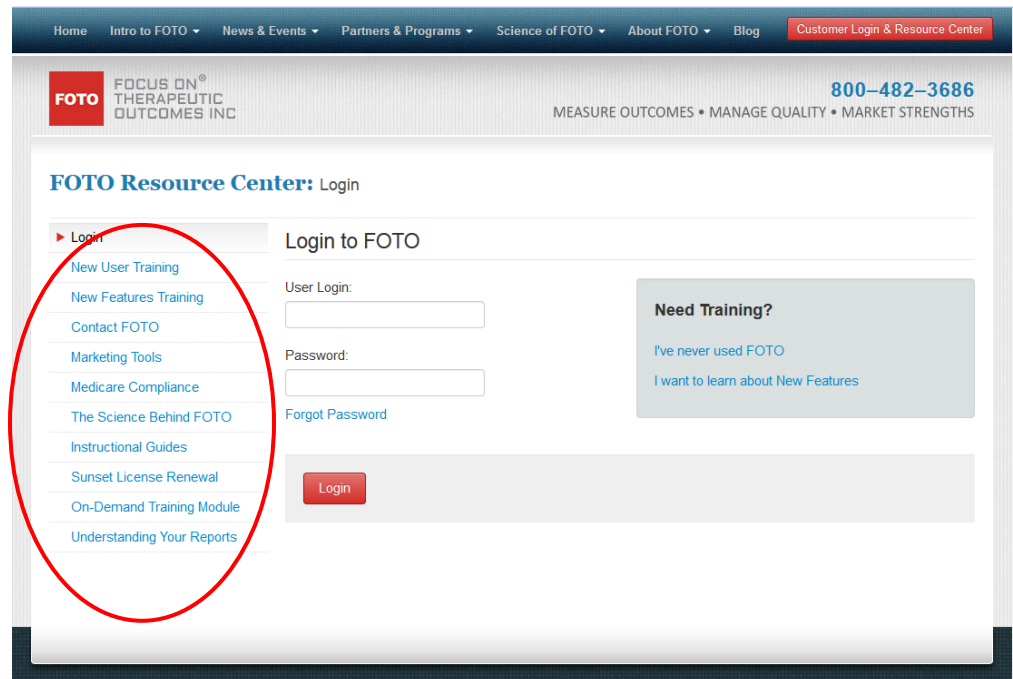 Home Intro to FOTO News & Events Partners & Programs Science of FOTO About FOTO Blog Customer Login & Resource Center
FOTO
FOCUS ON®
THERAPEUTIC
OUTCOMES INC
800–482–3686
MEASURE OUTCOMES • MANAGE QUALITY • MARKET STRENGTHS
FOTO Resource Center: Login
Login
New User Training
New Features Training
Contact FOTO
Marketing Tools
Medicare Compliance
The Science Behind FOTO
Instructional Guides
Sunset License Renewal
On-Demand Training Module
Understanding Your Reports
Login to FOTO
User Login:
Password:
Forgot Password
Login
Need Training?
I've never used FOTO
I want to learn about New Features